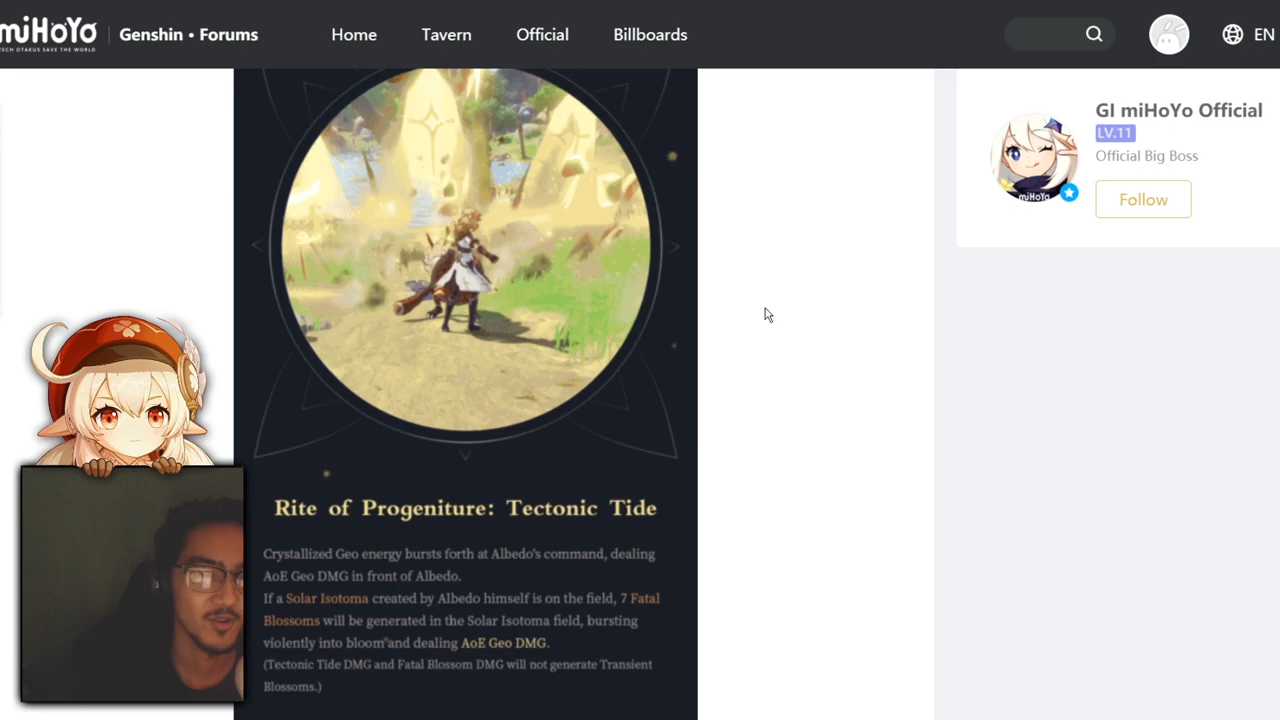 miHoYo
TECH OTAKUS SAVE THE WORLD
Genshin • Forums
Home
Tavern
Official
Billboards
EN
GI miHoYo Official
LV.11
Official Big Boss
miHoYo
Follow
Rite of Progeniture: Tectonic Tide
Crystallized Geo energy bursts forth at Albedo's command, dealing
AoE Geo DMG in front of Albedo.
If a Solar Isotoma created by Albedo himself is on the field, 7 Fatal
Blossoms will be generated in the Solar Isotoma field, bursting
violently into bloom and dealing AoE Geo DMG.
(Tectonic Tide DMG and Fatal Blossom DMG will not generate Transient
Blossoms.)